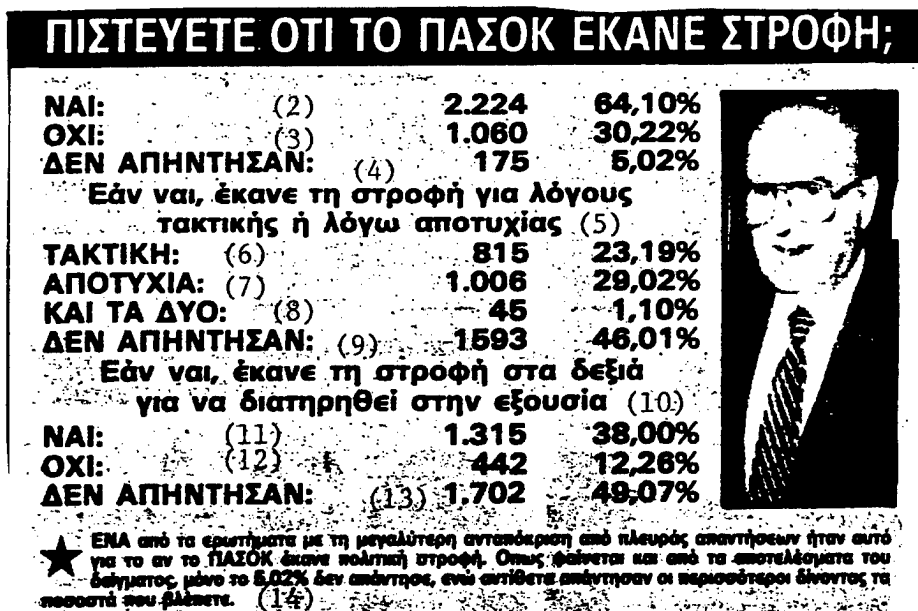 ΠΙΣΤΕΥΕΤΕ ΟΤΙ ΤΟ ΠΑΣΟΚ ΕΚΑΝΕ ΣΤΡΟΦΗ;
ΝΑΙ: (2) 2.224 64,10%
ΟΧΙ: (3) 1.060 30,22%
ΔΕΝ ΑΠΗΝΤΗΣΑΝ: (4) 175 5,02%
Εάν ναι, έκανε τη στροφή για λόγους
τακτικής ή λόγω αποτυχίας (5)
ΤΑΚΤΙΚΗ: (6) 815 23,19%
ΑΠΟΤΥΧΙΑ: (7) 1.006 29,02%
ΚΑΙ ΤΑ ΔΥΟ: (8) 45 1,10%
ΔΕΝ ΑΠΗΝΤΗΣΑΝ: (9) 1593 46,01%
Εάν ναι, έκανε τη στροφή στα δεξιά
για να διατηρηθεί στην εξουσία (10)
ΝΑΙ: (11) 1.315 38,00%
ΟΧΙ: (12) 442 12,26%
ΔΕΝ ΑΠΗΝΤΗΣΑΝ: (13) 1.702 49,07%
ΕΝΑ από τα ερωτήματα με τη μεγαλύτερη ανταπόκριση από πλευράς απαντήσεων ήταν αυτό
για το αν το ΠΑΣΟΚ έκανε πολιτική στροφή. Οπως φαίνεται και από τα αποτελέσματα του
δείγματος, μόνο το 5,02% δεν απάντησε, ενώ αντίθετα απάντησαν οι περισσότεροι δίνοντας τα
ποσοστά που βλέπετε. (14)